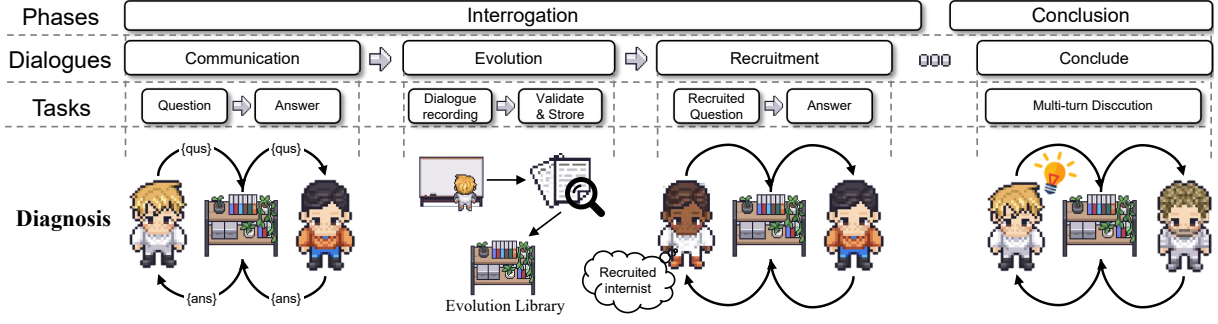 Phases
Interrogation
Conclusion
Dialogues
Communication
Evolution
Recruitment
Conclude
Tasks
Question
Answer
Dialogue
recording
Validate
& Strore
Recruited
Question
Answer
Multi-turn Disccution
{qus}
{qus}
Diagnosis
Recruited
internist
{ans}
{ans}
Evolution Library